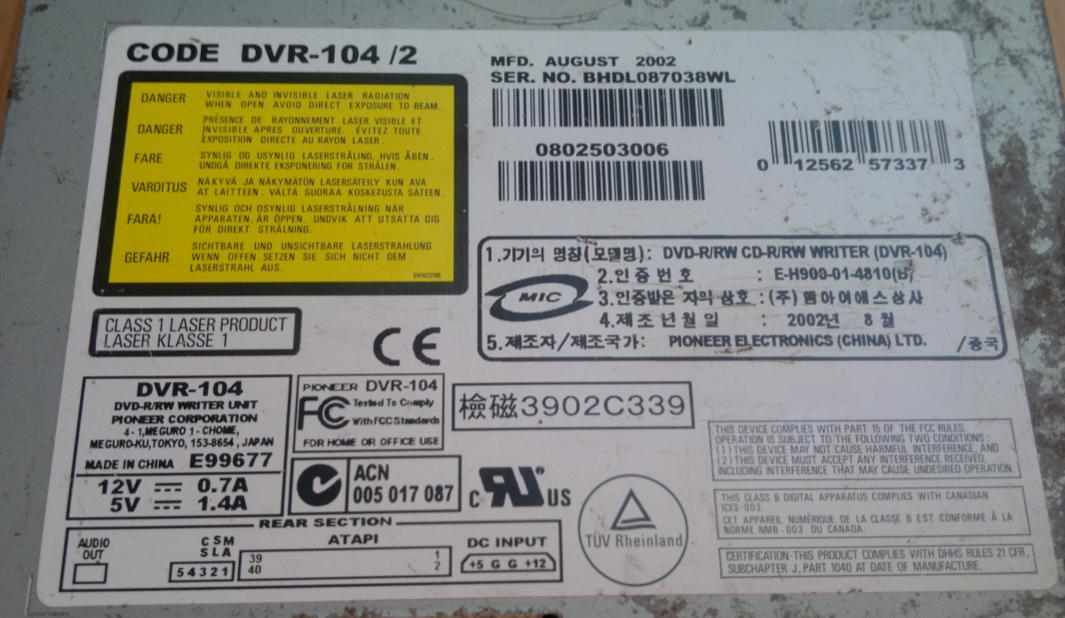 CODE DVR-104 /2
MFD. AUGUST 2002
SER. NO. BHDL087038WL
0802503006
0 12562 57337 3
DANGER
VISIBLE AND INVISIBLE LASER RADIATION
WHEN OPEN. AVOID DIRECT EXPOSURE TO BEAM.
DANGER
PRÉSENCE DE RAYONNEMENT LASER VISIBLE ET
INVISIBLE APRES OUVERTURE. ÉVITEZ TOUTE
EXPOSITION DIRECTE AU RAYON LASER.
FARE
SYNLIG OG USYNLIG LASERSTRÅLING, HVIS ÅBEN.
UNDGÅ DIREKTE EKSPONERING FOR STRÅLEN.
VAROITUS
NÄKYVÄ JA NÄKYMÄTÖN LASERSÄTEILY KUN AVA
AT LAITTEEN. VÄLTÄ SUORAA KOSKETUSTA SÄTEEN.
FARA!
SYNLIG OCH OSYNLIG LASERSTRÅLNING NÄR
APPARATEN ÄR ÖPPEN. UNDVIK ATT UTSÄTTA DIG
FÖR DIREKT STRÅLNING.
GEFAHR
SICHTBARE UND UNSICHTBARE LASERSTRAHLUNG
WENN OFFEN. SETZEN SIE SICH NICHT DEM
LASERSTRAHL AUS.
1.기기의 명칭(모델명): DVD-R/RW CD-R/RW WRITER (DVR-104)
2.인증번호 : E-H900-01-4810(B)
3.인증받은 자의 상호 : (주) 엠아이에스상사
4.제조년월일 : 2002년 8월
5.제조자/제조국가: PIONEER ELECTRONICS (CHINA) LTD. /중국
MIC
CLASS 1 LASER PRODUCT
LASER KLASSE 1
CE
DVR-104
DVD-R/RW WRITER UNIT
PIONEER CORPORATION
4-1,MEGURO 1-CHOME,
MEGURO-KU,TOKYO, 153-8654, JAPAN
MADE IN CHINA E99677
12V 0.7A
5V 1.4A
PIONEER DVR-104
FC
Tested To Comply
With FCC Standards
FOR HOME OR OFFICE USE
檢磁3902C339
ACN
005 017 087
C RU ® US
TÜV Rheinland
THIS DEVICE COMPLIES WITH PART 15 OF THE FCC RULES.
OPERATION IS SUBJECT TO THE FOLLOWING TWO CONDITIONS :
(1) THIS DEVICE MAY NOT CAUSE HARMFUL INTERFERENCE, AND
(2) THIS DEVICE MUST ACCEPT ANY INTERFERENCE RECEIVED,
INCLUDING INTERFERENCE THAT MAY CAUSE UNDESIRED OPERATION.
THIS CLASS B DIGITAL APPARATUS COMPLIES WITH CANADIAN
ICES-003.
CET APPAREIL NUMÉRIQUE DE LA CLASSE B EST CONFORME À LA
NORME NMB-003 DU CANADA.
CERTIFICATION-THIS PRODUCT COMPLIES WITH DHHS RULES 21 CFR,
SUBCHAPTER J, PART 1040 AT DATE OF MANUFACTURE.
REAR SECTION
AUDIO
OUT
CSM
SLA
54321
ATAPI
39 1
40 2
DC INPUT
+5 G G +12